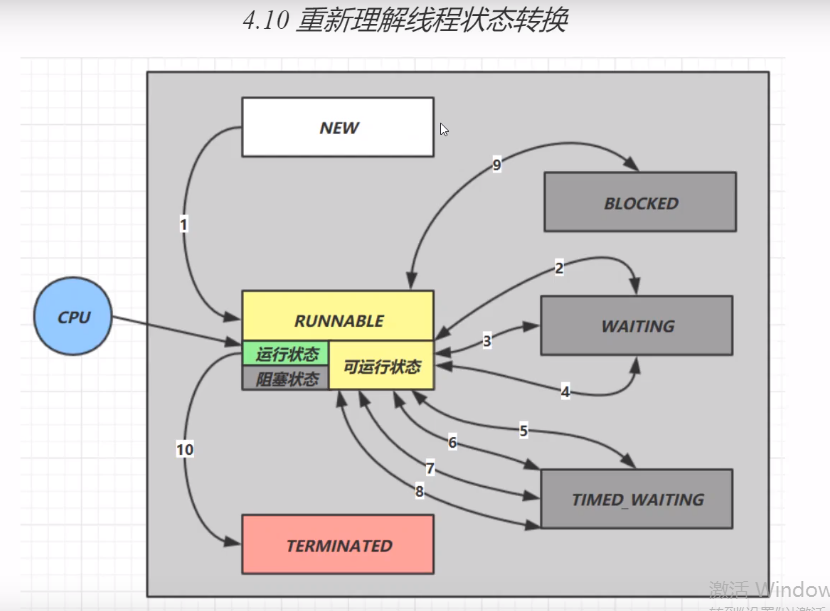 4.10 重新理解线程状态转换
NEW
9
BLOCKED
1
2
CPU
RUNNABLE
WAITING
3
运行状态
可运行状态
阻塞状态
4
5
6
10
7
8
TIMED_WAITING
TERMINATED
激活 Window